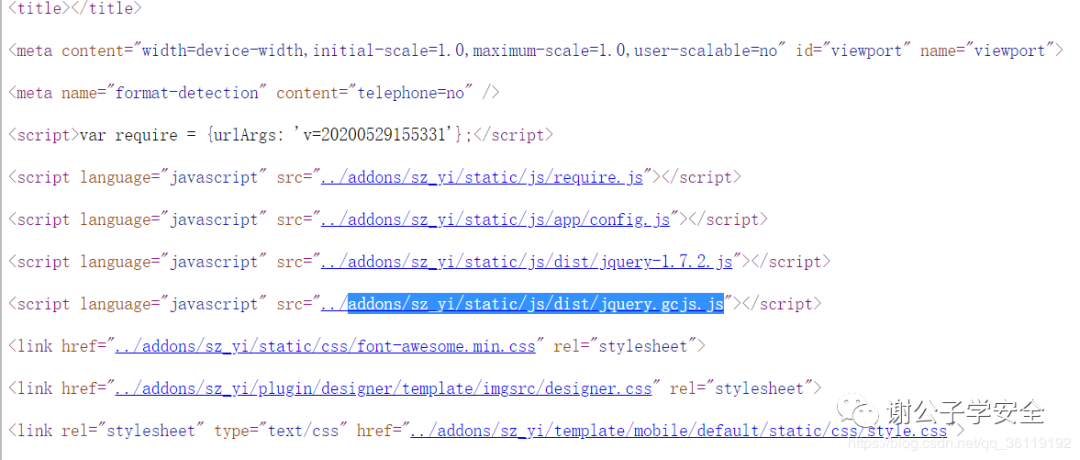 <title></title>
<meta content="width=device-width,initial-scale=1.0,maximum-scale=1.0,user-scalable=no" id="viewport" name="viewport">
<meta name="format-detection" content="telephone=no" />
<script>var require = {urlArgs: 'v=20200529155331'};</script>
<script language="javascript" src="../addons/sz_yi/static/js/require.js"></script>
<script language="javascript" src="../addons/sz_yi/static/js/app/config.js"></script>
<script language="javascript" src="../addons/sz_yi/static/js/dist/jquery-1.7.2.js"></script>
<script language="javascript" src="../addons/sz_yi/static/js/dist/jquery.gcjs.js"></script>
<link href="../addons/sz_yi/static/css/font-awesome.min.css" rel="stylesheet">
<link href="../addons/sz_yi/plugin/designer/template/imgsrc/designer.css" rel="stylesheet">
<link rel="stylesheet" type="text/css" href="../addons/sz_yi/template/mobile/default/static/css/style.css">
谢公子学安全
https://blog.csdn.net/qq_36119192